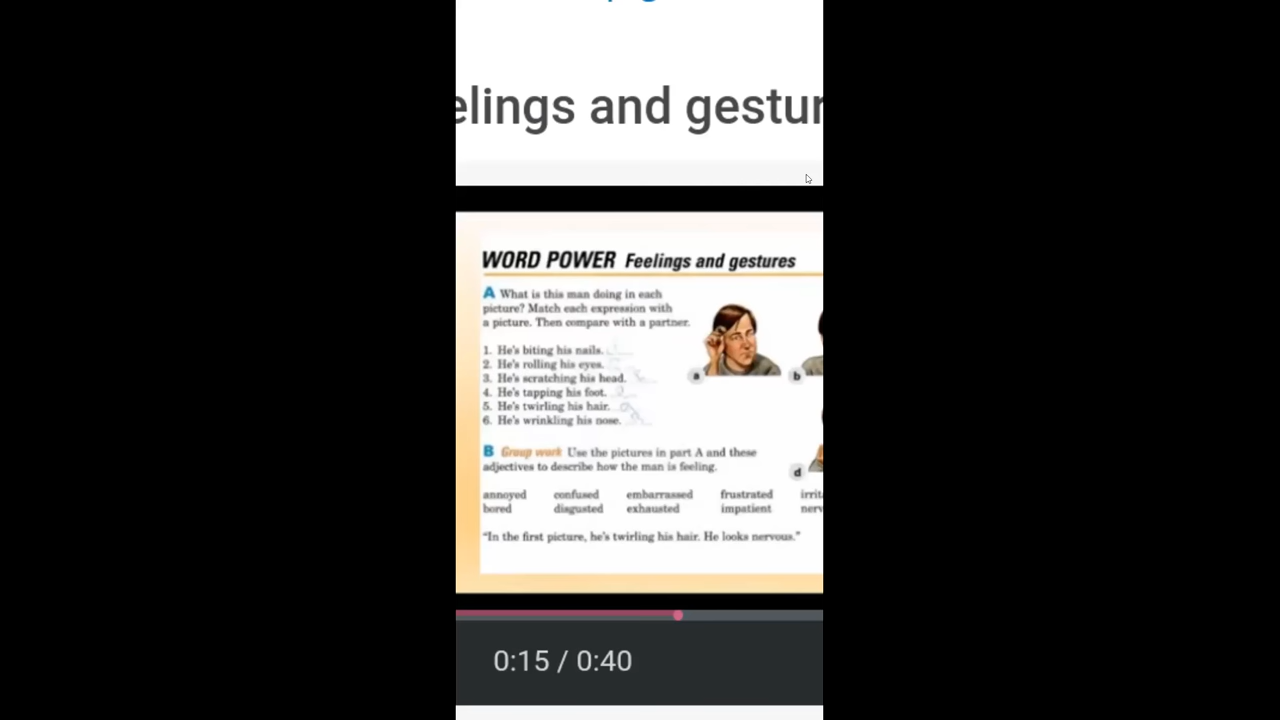 elings and gestur
WORD POWER Feelings and gestures
A What is this man doing in each
picture? Match each expression with
a picture. Then compare with a partner.
1. He's biting his nails.
2. He's rolling his eyes.
3. He's scratching his head.
4. He's tapping his foot.
5. He's twirling his hair.
6. He's wrinkling his nose.
a
b
B Group work Use the pictures in part A and these
adjectives to describe how the man is feeling.
d
annoyed confused embarrassed frustrated irrit
bored disgusted exhausted impatient nerv
"In the first picture, he's twirling his hair. He looks nervous."
0:15 / 0:40